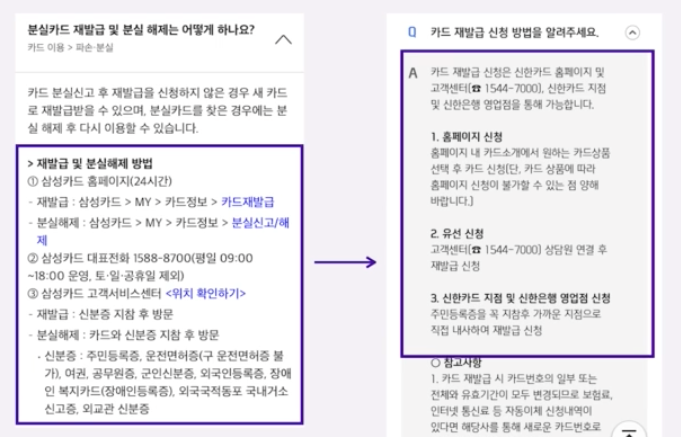 분실카드 재발급 및 분실 해제는 어떻게 하나요?
카드 이용 > 파손·분실
카드 분실신고 후 재발급을 신청하지 않은 경우 새 카드
로 재발급받을 수 있으며, 분실카드를 찾은 경우에는 분
실 해제 후 다시 이용할 수 있습니다.
> 재발급 및 분실해제 방법
① 삼성카드 홈페이지(24시간)
- 재발급 : 삼성카드 > MY > 카드정보 > 카드재발급
- 분실해제 : 삼성카드 > MY > 카드정보 > 분실신고/해
제
② 삼성카드 대표전화 1588-8700(평일 09:00
~18:00 운영, 토·일·공휴일 제외)
③ 삼성카드 고객서비스센터 <위치 확인하기>
- 재발급 : 신분증 지참 후 방문
- 분실해제 : 카드와 신분증 지참 후 방문
· 신분증 : 주민등록증, 운전면허증(구 운전면허증 불
가), 여권, 공무원증, 군인신분증, 외국인등록증, 장애
인 복지카드(장애인등록증), 외국국적동포 국내거소
신고증, 외교관 신분증
Q 카드 재발급 신청 방법을 알려주세요.
A 카드 재발급 신청은 신한카드 홈페이지 및
고객센터(☎ 1544-7000), 신한카드 지점
및 신한은행 영업점을 통해 가능합니다.
1. 홈페이지 신청
홈페이지 내 카드소개에서 원하는 카드상품
선택 후 카드 신청(단, 카드 상품에 따라
홈페이지 신청이 불가할 수 있는 점 양해
바랍니다.)
2. 유선 신청
고객센터(☎ 1544-7000) 상담원 연결 후
재발급 신청
3. 신한카드 지점 및 신한은행 영업점 신청
주민등록증을 꼭 지참후 가까운 지점으로
직접 내사하여 재발급 신청
○ 참고사항
1. 카드 재발급 시 카드번호의 일부 또는
전체와 유효기간이 모두 변경되므로 보험료,
인터넷 통신료 등 자동이체 신청내역이
있다면 해당사를 통해 새로운 카드번호로